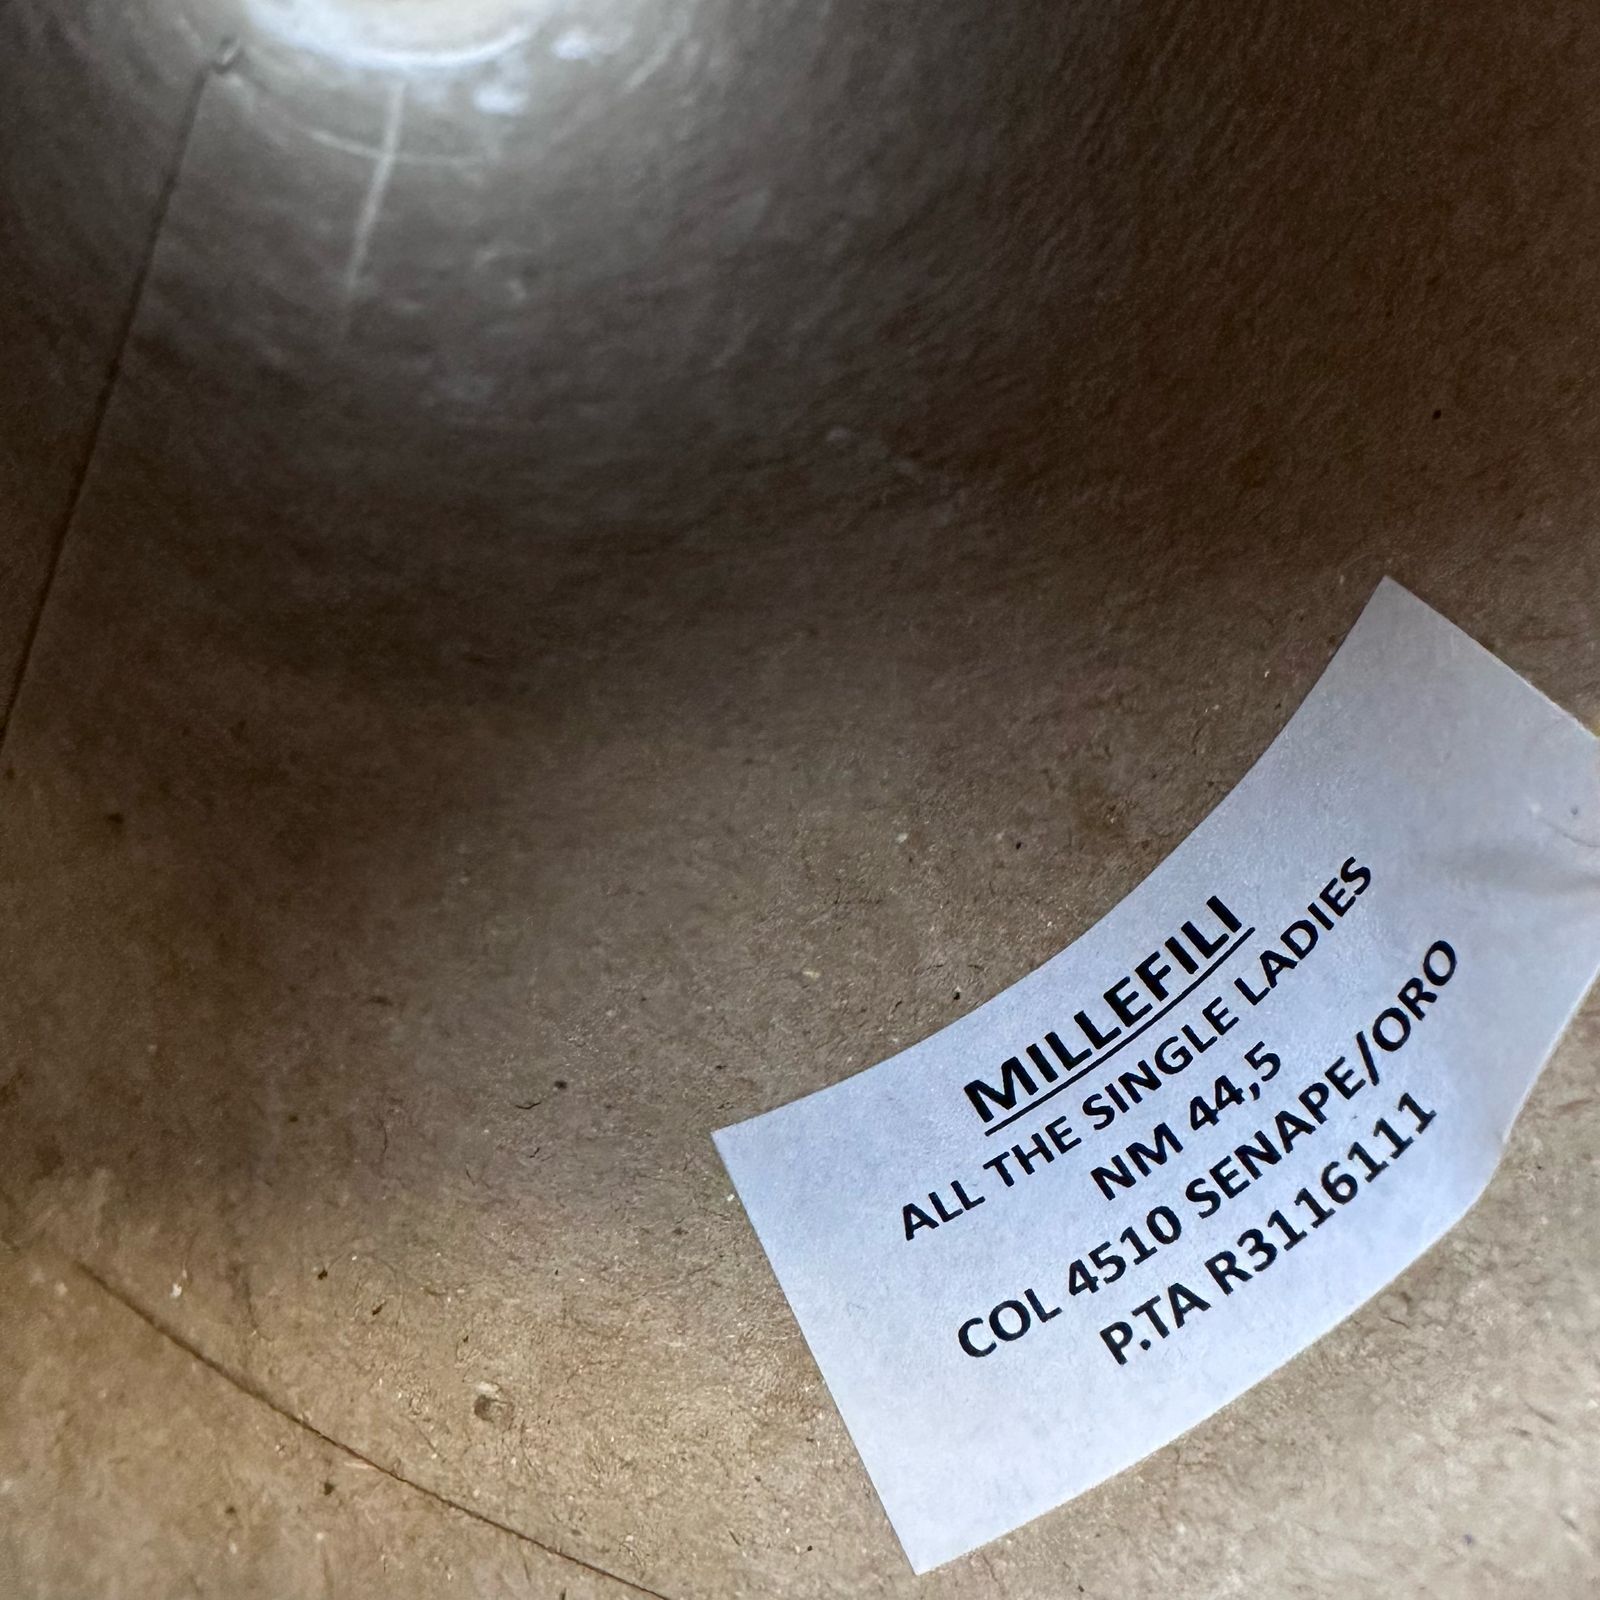 MILLEFILI
ALL THE SINGLE LADIES
NM 44,5
COL 4510 SENAPE/ORO
P.TA R3116111